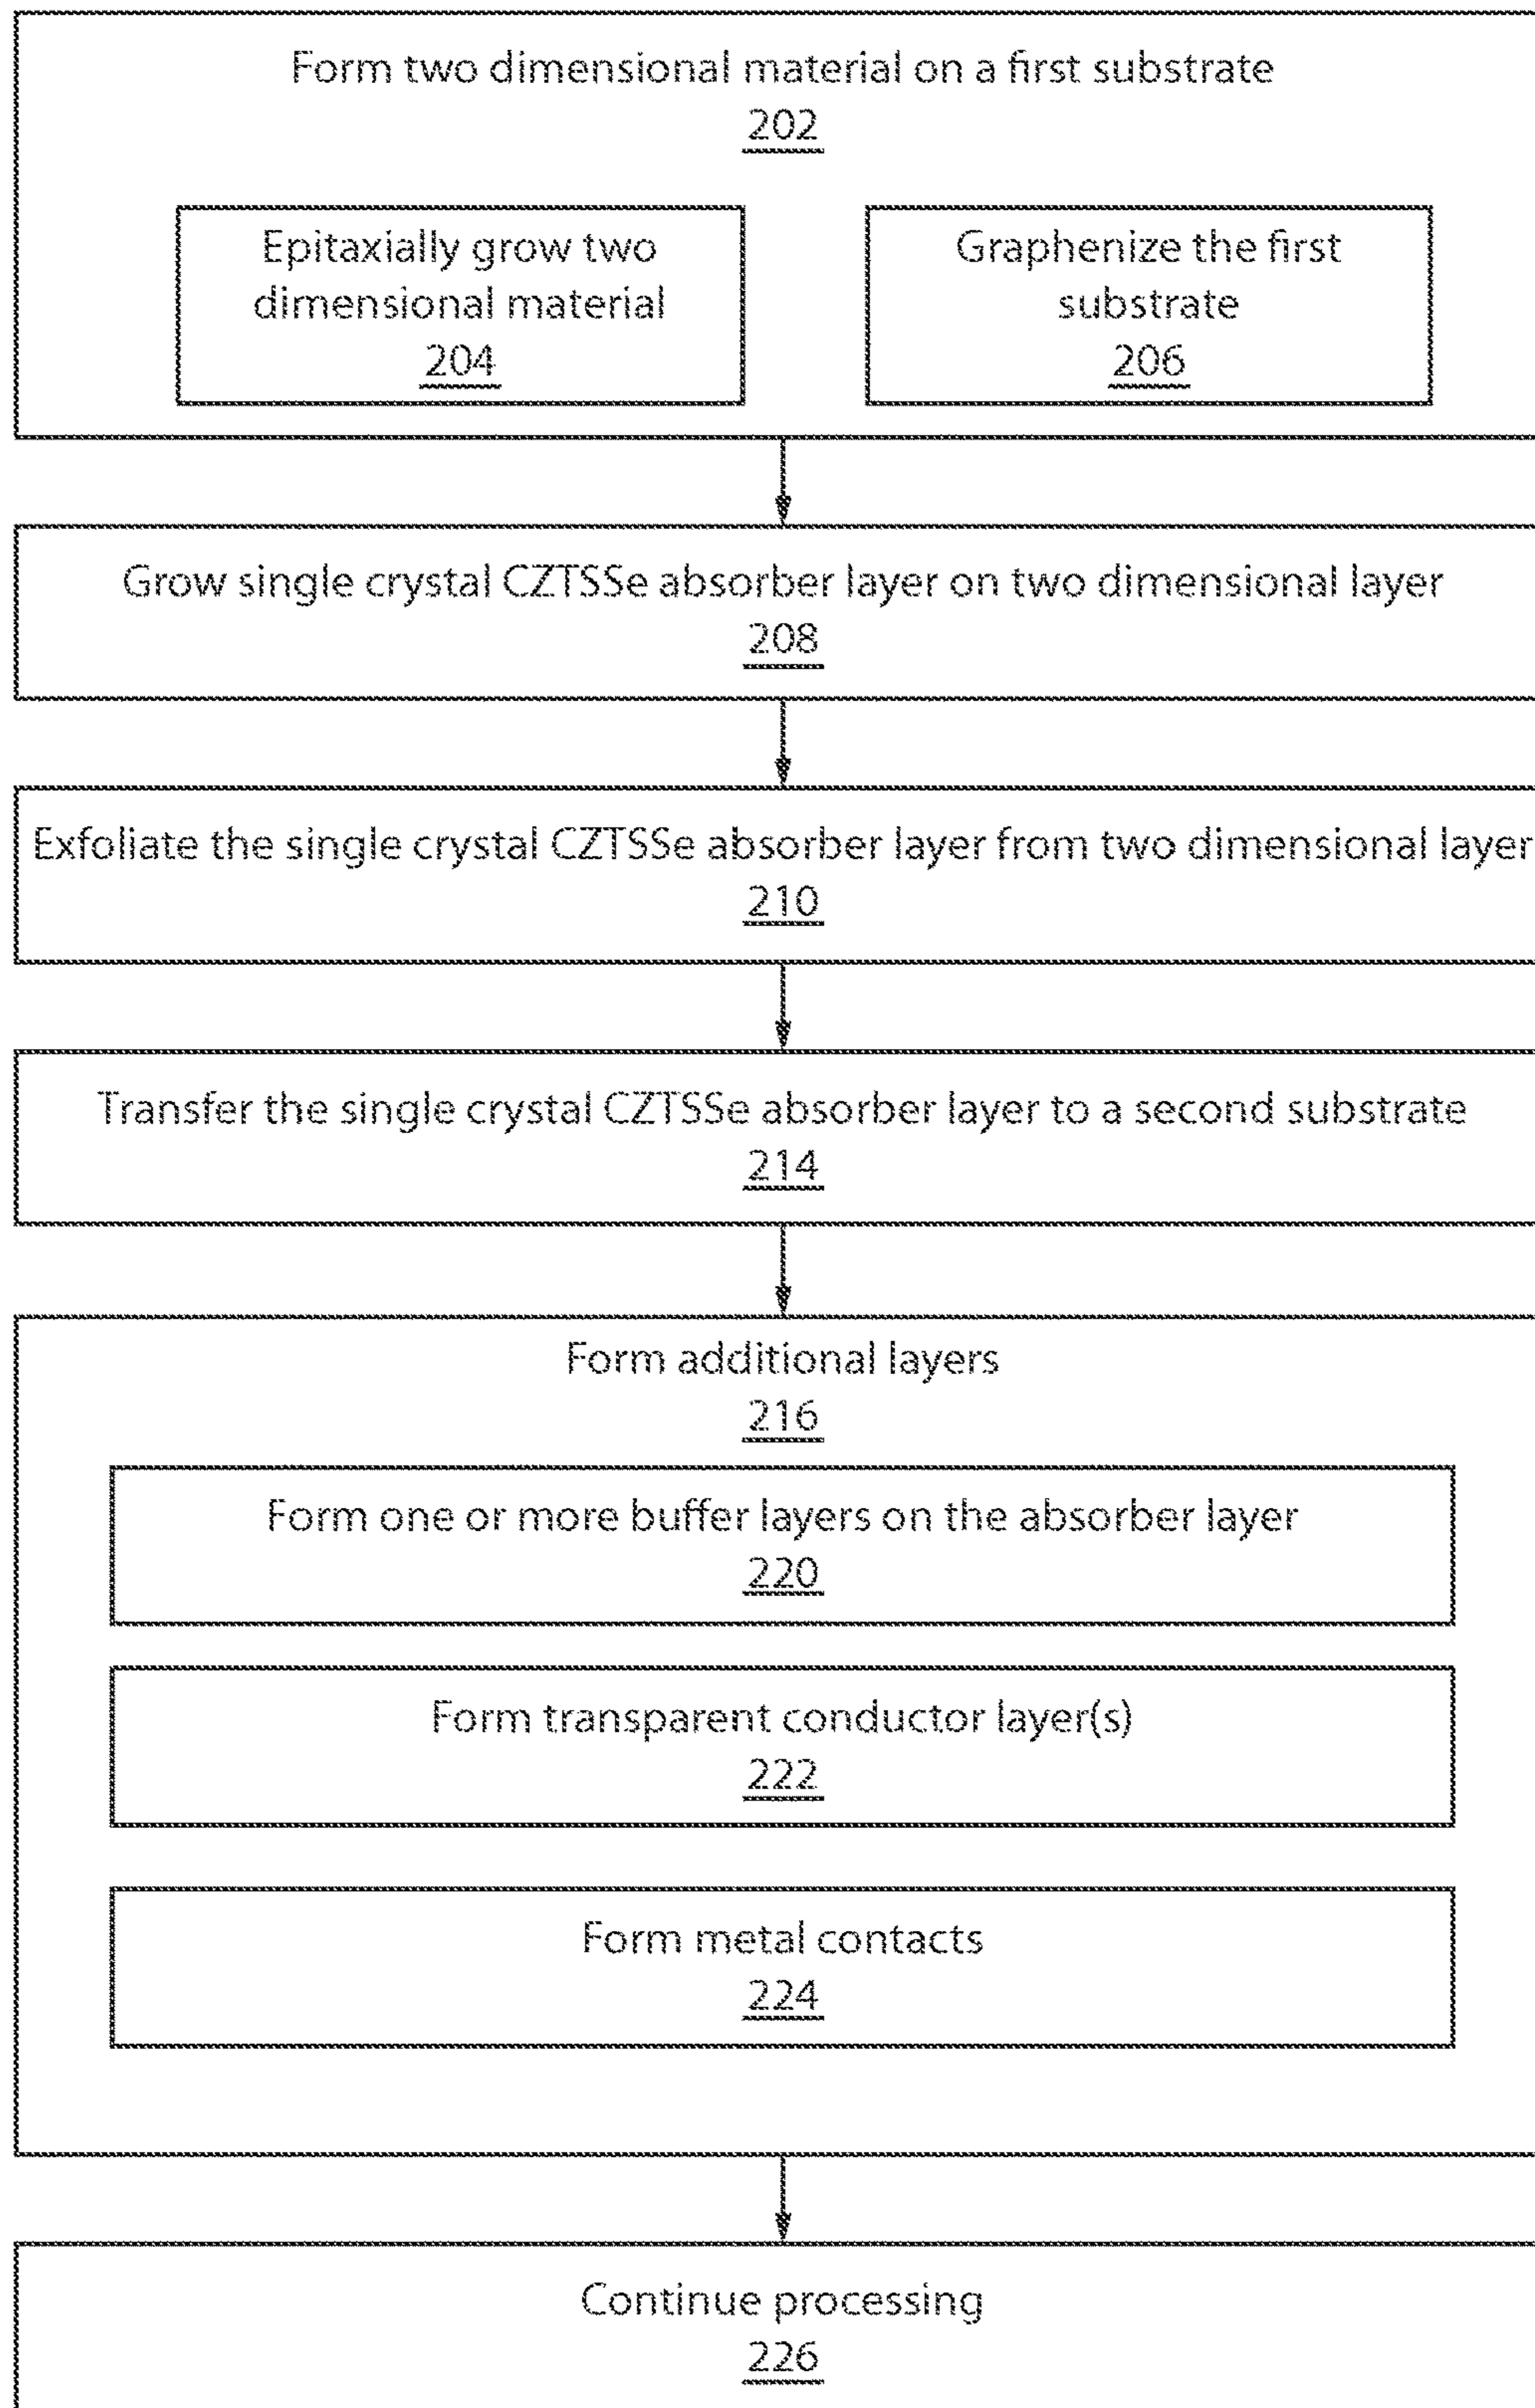 Form two dimensional material on a first substrate
202
Epitaxially grow two
dimensional material
204
Graphenize the first
substrate
206
Grow single crystal CZTSSe absorber layer on two dimensional layer
208
Exfoliate the single crystal CZTSSe absorber layer from two dimensional layer
210
Transfer the single crystal CZTSSe absorber layer to a second substrate
214
Form additional layers
216
Form one or more buffer layers on the absorber layer
220
Form transparent conductor layer(s)
222
Form metal contacts
224
Continue processing
226